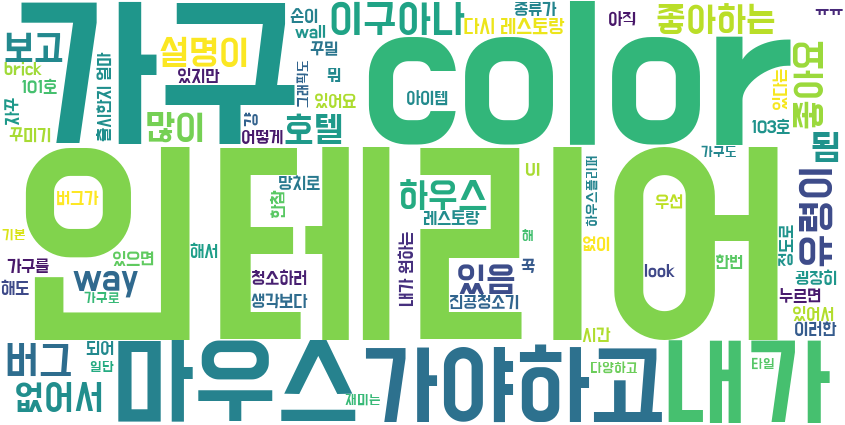 가구
color
인테리어
마우스
가야하고
내가
보고
brick
101호
자꾸
꾸미기
출시한지 얼마
설명이
있지만
많이
손이
wall
꾸밀
그래픽도
뭔
있어요
어떻게
호텔
이구아나
다시 레스토랑
종류가
아이템
좋아하는
아직
ㅠㅠ
좋아여
있다는
103호
됨
가구도
버그가
기본
가구를
해도
있으면
가구로
way
해서
망치로
한참
청소하러
생각보다
하우스
레스토랑
내가 원하는
있음
진공청소기
UI
하우스플리퍼
해
꾹
없이
시간
우선
look
한번
정도로
유령이
굉장히
누르면
있어서
이러한
버그
되어
일단
없어서
재미는
다양하고
타일